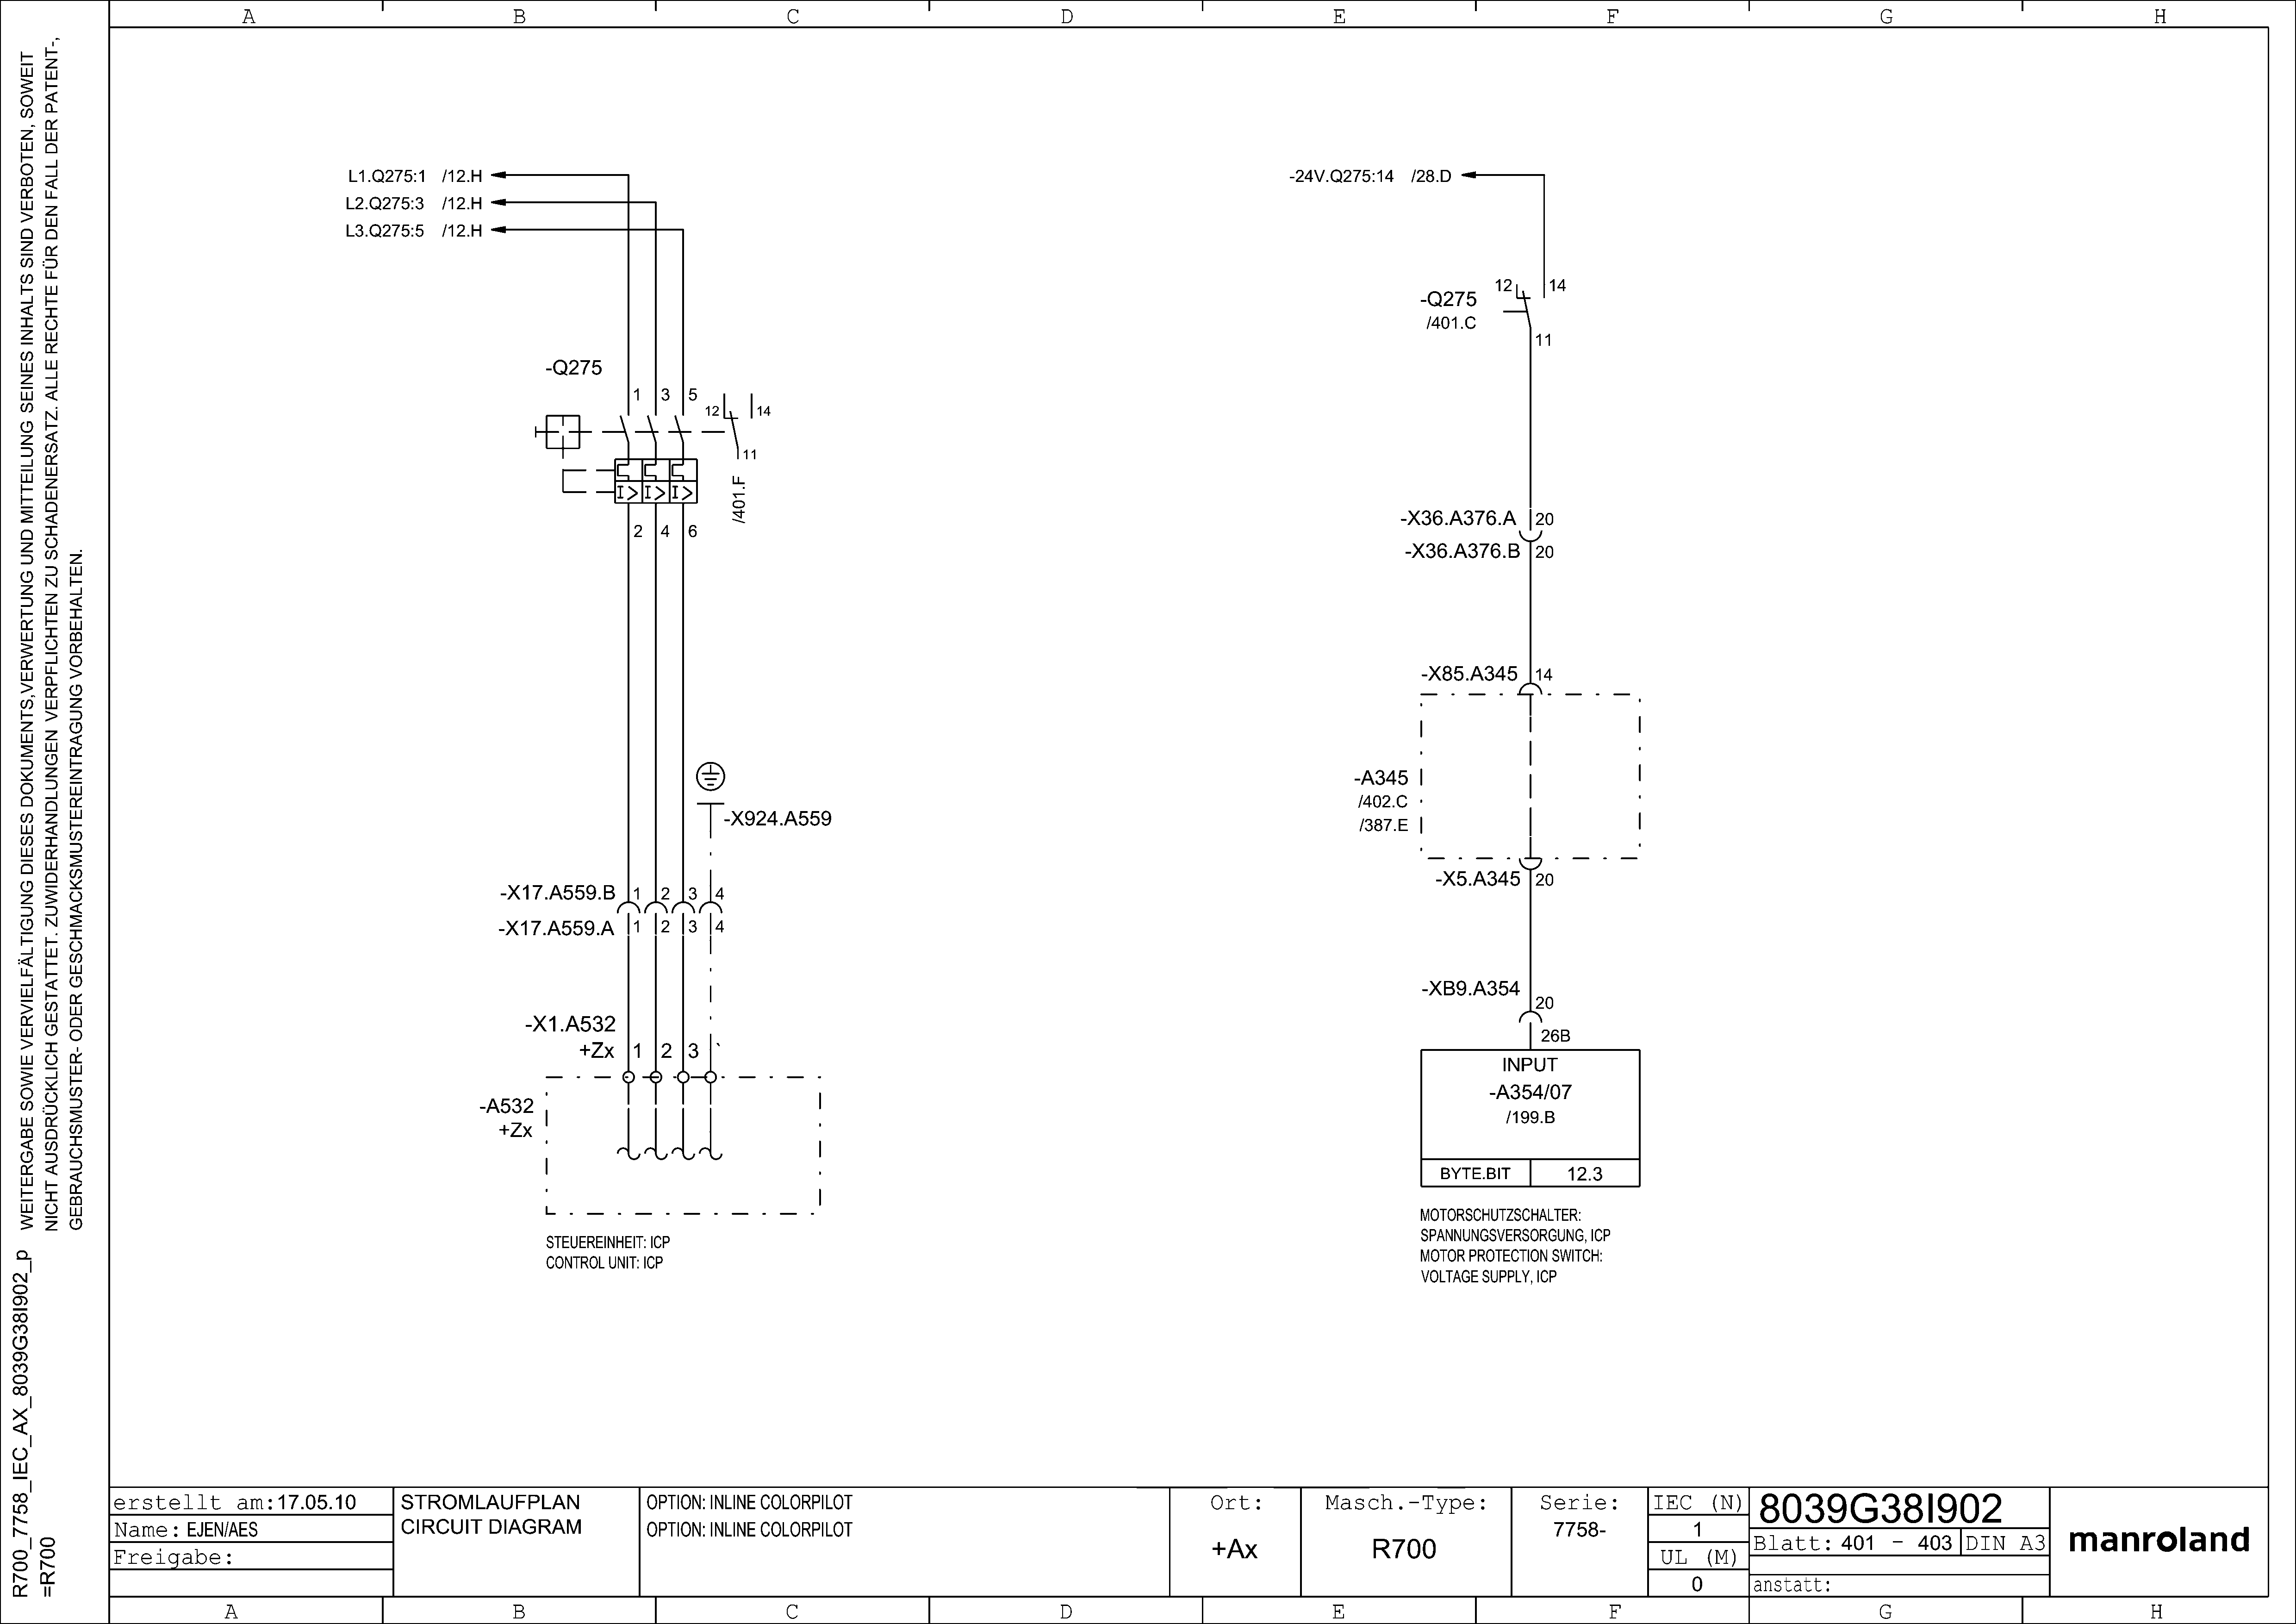 A B C D E F G H
WEITERGABE SOWIE VERVIELFÄLTIGUNG DIESES DOKUMENTS,VERWERTUNG UND MITTEILUNG SEINES INHALTS SIND VERBOTEN, SOWEIT
NICHT AUSDRÜCKLICH GESTATTET. ZUWIDERHANDLUNGEN VERPFLICHTEN ZU SCHADENERSATZ. ALLE RECHTE FÜR DEN FALL DER PATENT-,
GEBRAUCHSMUSTER- ODER GESCHMACKSMUSTEREINTRAGUNG VORBEHALTEN.
R700_7758_IEC_AX_8039G38I902_p
=R700
L1.Q275:1 /12.H
L2.Q275:3 /12.H
L3.Q275:5 /12.H
-Q275
1 3 5
12 14
11
I> I> I>
/401.F
2 4 6
-X924.A559
-X17.A559.B 1 2 3 4
-X17.A559.A 1 2 3 4
-X1.A532
+Zx 1 2 3 `
-A532
+Zx
STEUEREINHEIT: ICP
CONTROL UNIT: ICP
-24V.Q275:14 /28.D
12 14
-Q275
/401.C
11
-X36.A376.A 20
-X36.A376.B 20
-X85.A345 14
-A345
/402.C
/387.E
-X5.A345 20
-XB9.A354
20
26B
INPUT
-A354/07
/199.B
BYTE.BIT 12.3
MOTORSCHUTZSCHALTER:
SPANNUNGSVERSORGUNG, ICP
MOTOR PROTECTION SWITCH:
VOLTAGE SUPPLY, ICP
erstellt am:17.05.10
Name: EJEN/AES
Freigabe:
STROMLAUFPLAN
CIRCUIT DIAGRAM
OPTION: INLINE COLORPILOT
OPTION: INLINE COLORPILOT
Ort:
+Ax
Masch.-Type:
R700
Serie:
7758-
IEC (N)
1
UL (M)
0
8039G38I902
Blatt: 401 - 403 DIN A3
anstatt:
manroland
A B C D E F G H